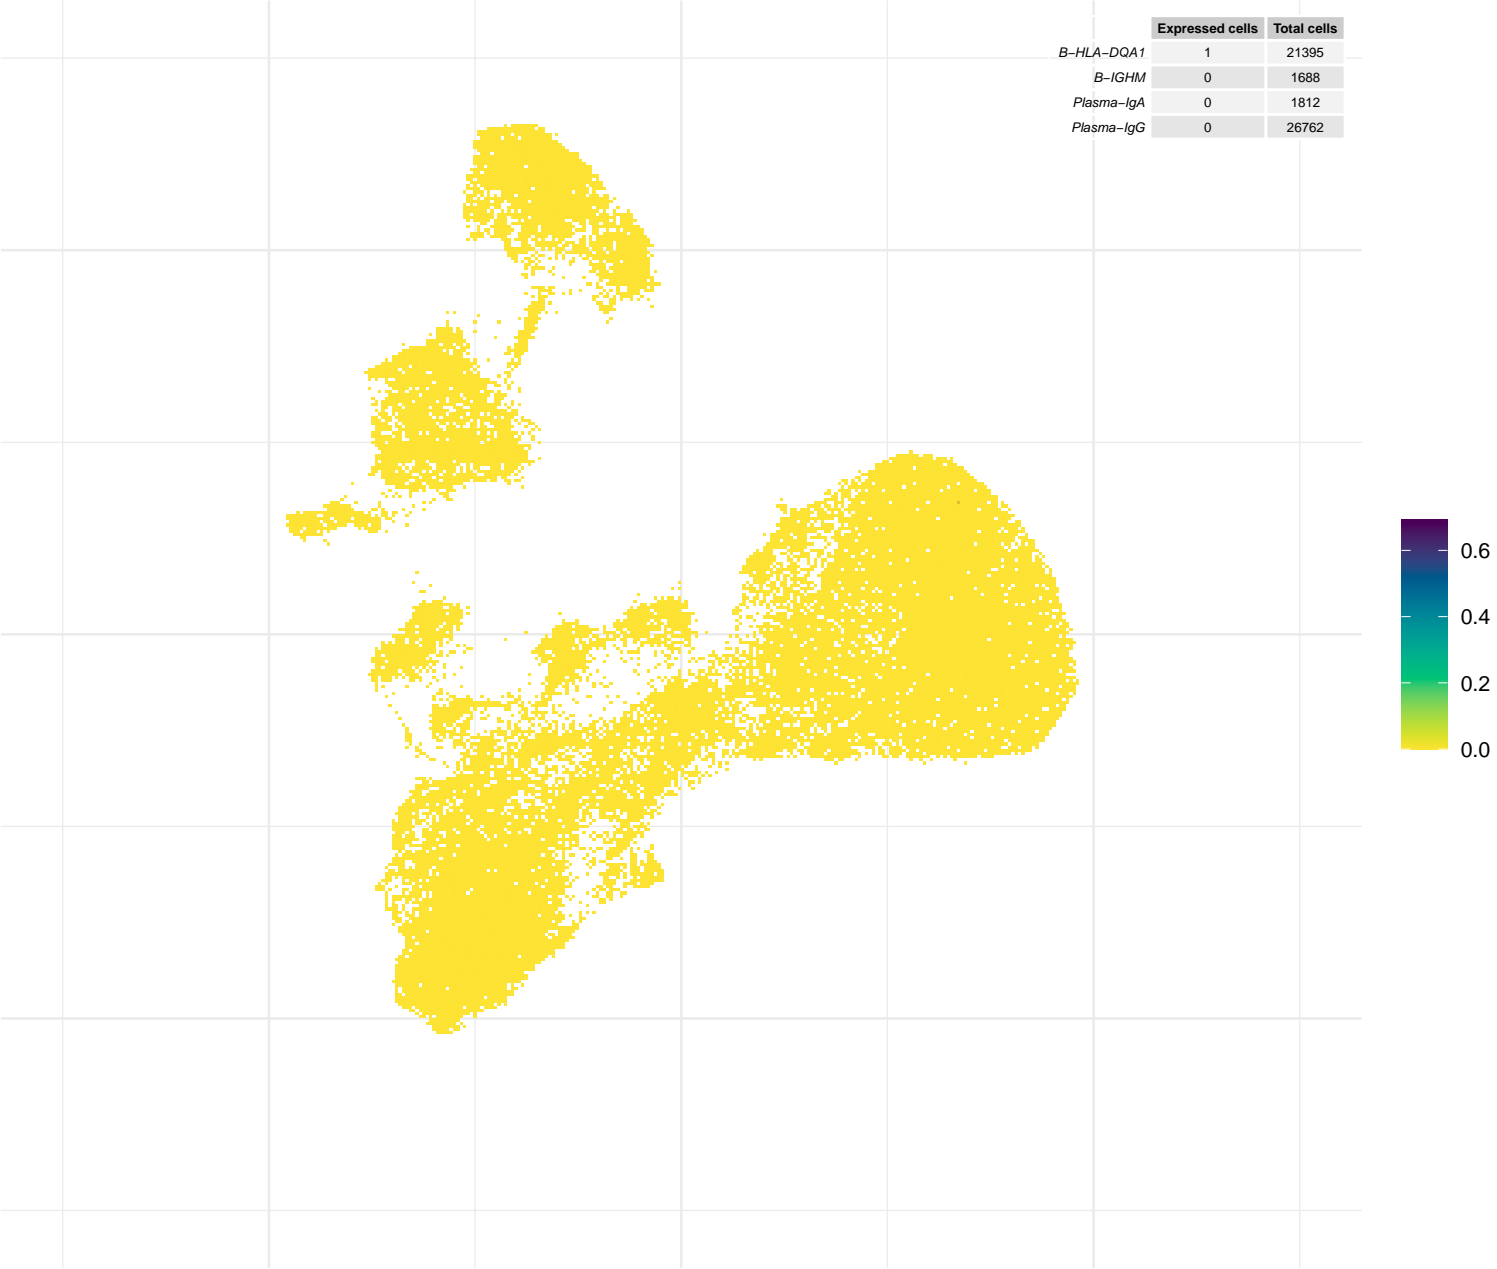 Expressed cells Total cells
B−HLA−DQA1 1 21395
B−IGHM 0 1688
Plasma−IgA 0 1812
Plasma−IgG 0 26762
0.6
0.4
0.2
0.0